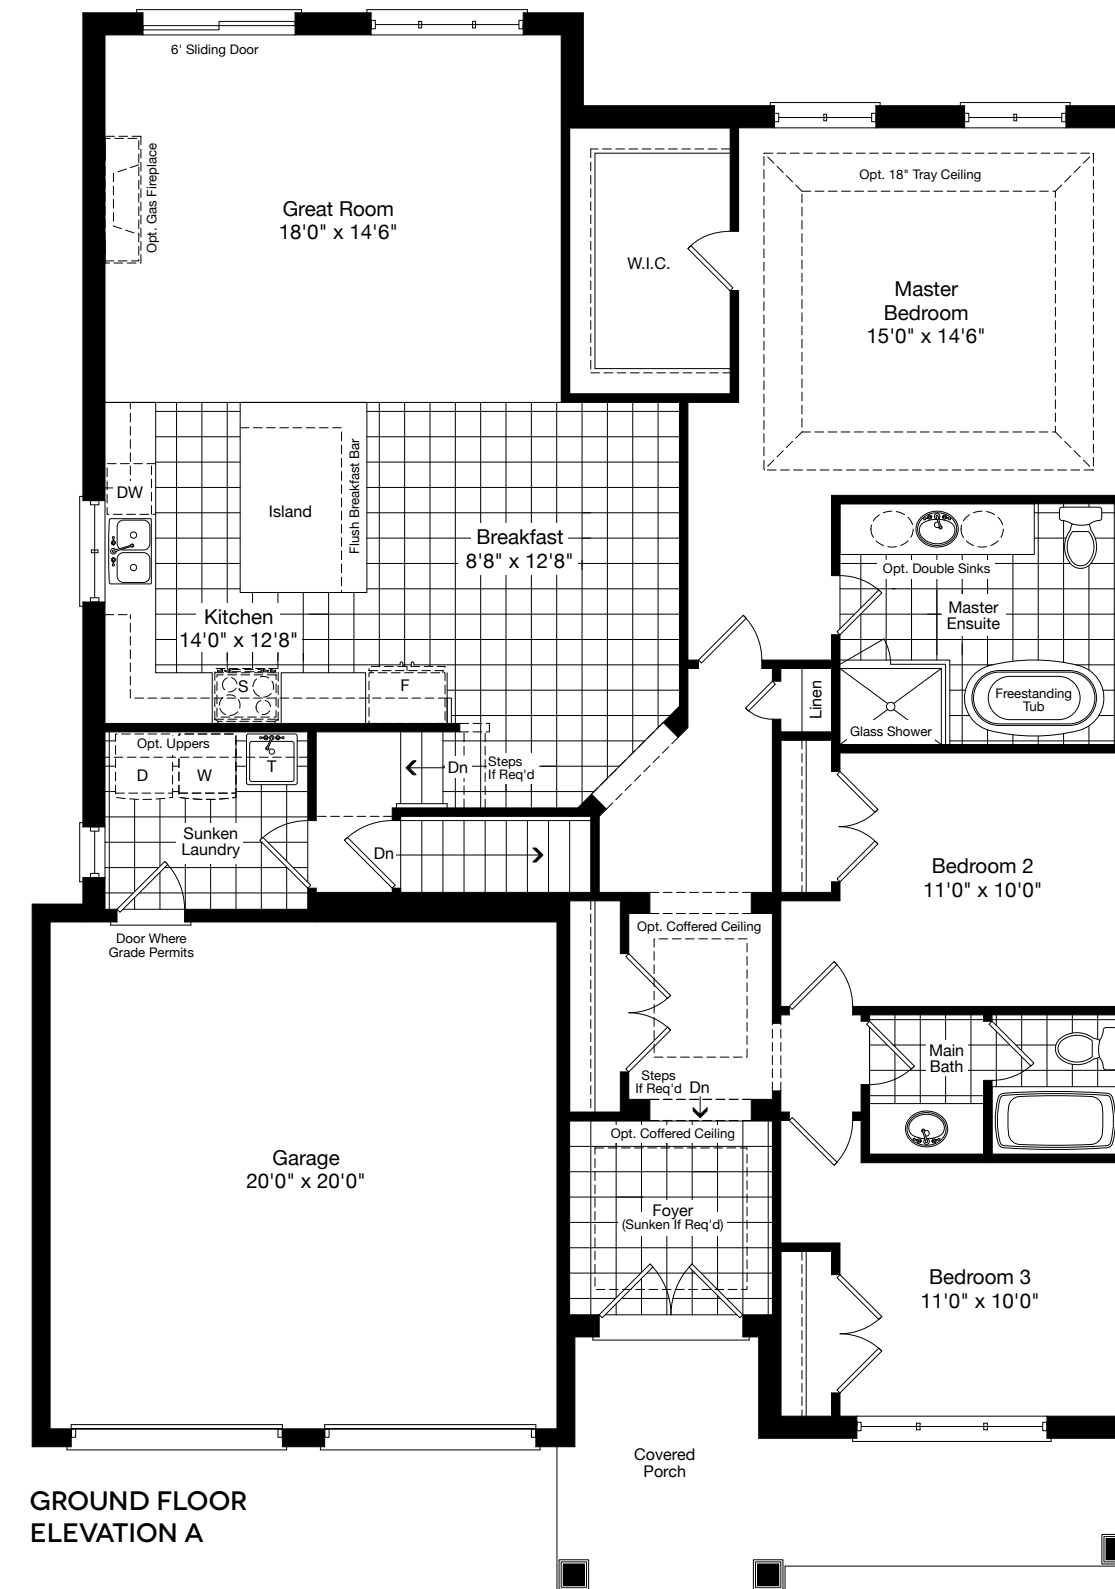 6' Sliding Door
Opt. Gas Fireplace
Great Room
18'0" x 14'6"
W.I.C.
Opt. 18" Tray Ceiling
Master
Bedroom
15'0" x 14'6"
DW
Island
Flush Breakfast Bar
Breakfast
8'8" x 12'8"
Kitchen
14'0" x 12'8"
S
F
Opt. Double Sinks
Master
Ensuite
Linen
Freestanding
Tub
Glass Shower
Opt. Uppers
D
W
T
Dn
Steps
If Req'd
Sunken
Laundry
Dn
Bedroom 2
11'0" x 10'0"
Door Where
Grade Permits
Opt. Coffered Ceiling
Steps
If Req'd
Dn
Main
Bath
Opt. Coffered Ceiling
Garage
20'0" x 20'0"
Foyer
(Sunken If Req'd)
Bedroom 3
11'0" x 10'0"
Covered
Porch
GROUND FLOOR
ELEVATION A